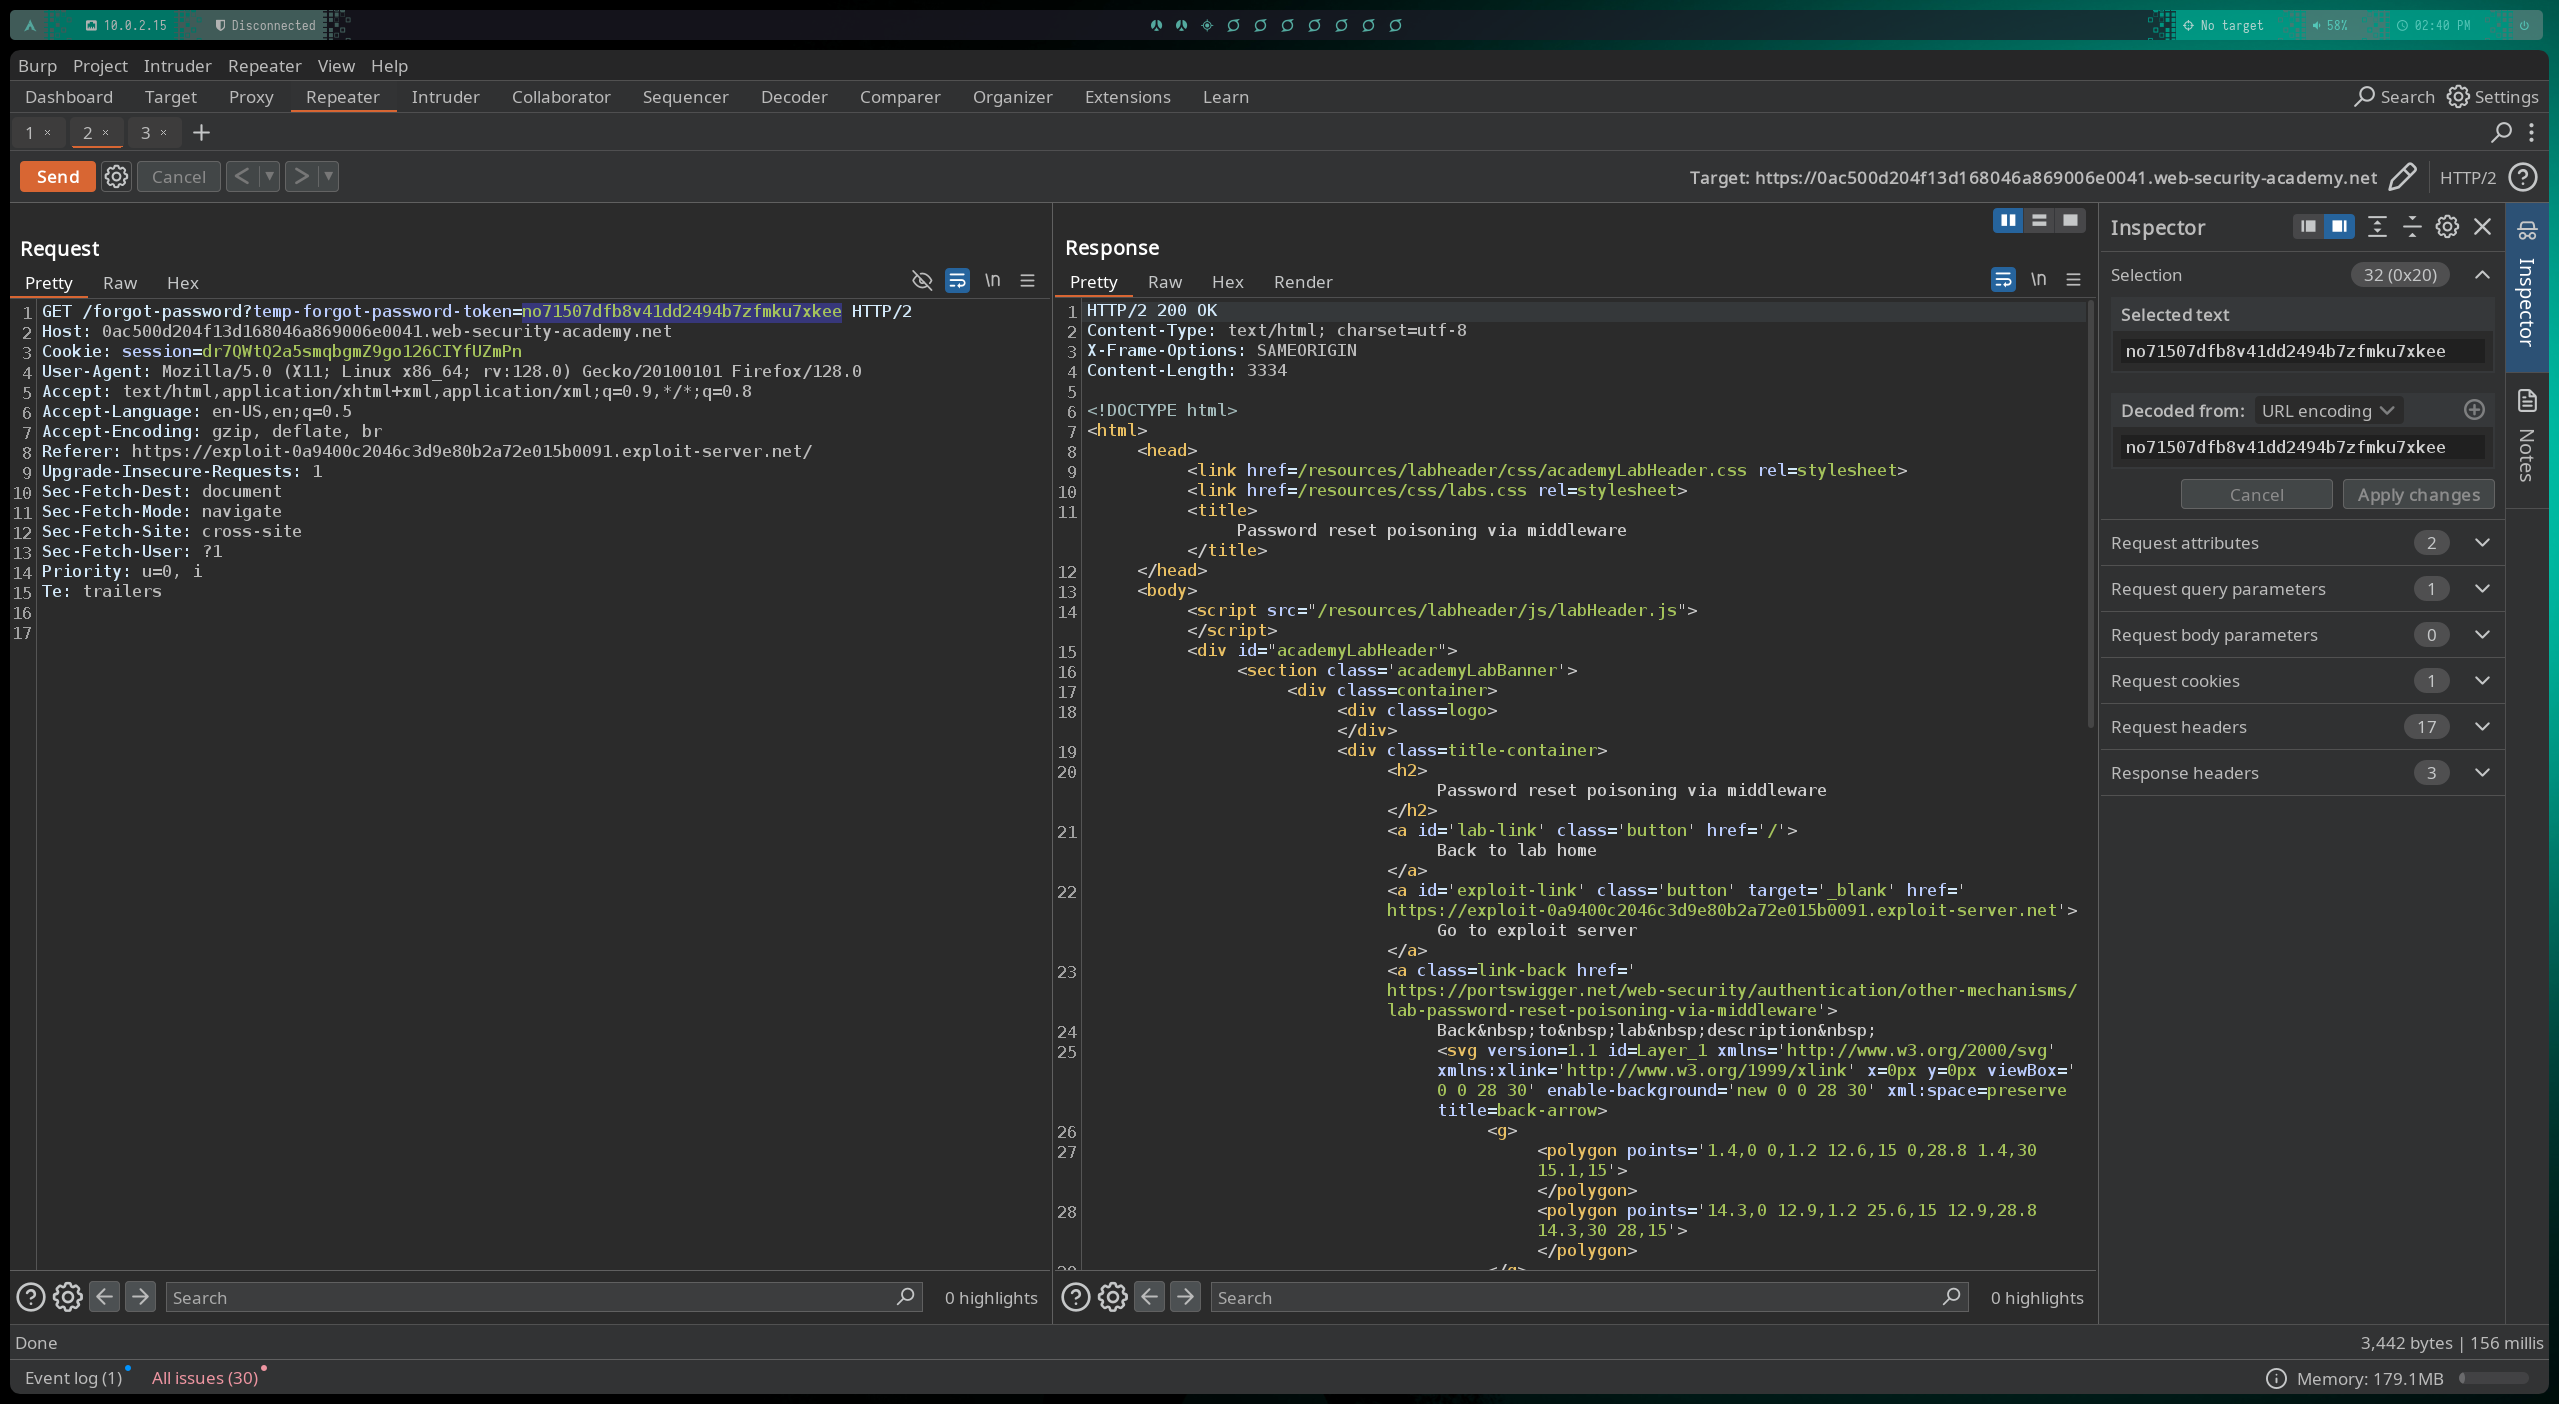 10.0.2.15 Disconnected No target 58% 02:40 PM
Burp Project Intruder Repeater View Help
Dashboard Target Proxy Repeater Intruder Collaborator Sequencer Decoder Comparer Organizer Extensions Learn Search Settings
1 × 2 × 3 × +
Send Cancel < > Target: https://0ac500d204f13d168046a869006e0041.web-security-academy.net HTTP/2
Request
Pretty Raw Hex \n
1 GET /forgot-password?temp-forgot-password-token=no71507dfb8v41dd2494b7zfmku7xkee HTTP/2
2 Host: 0ac500d204f13d168046a869006e0041.web-security-academy.net
3 Cookie: session=dr7QWtQ2a5smqbgmZ9go126CIYfUZmPn
4 User-Agent: Mozilla/5.0 (X11; Linux x86_64; rv:128.0) Gecko/20100101 Firefox/128.0
5 Accept: text/html,application/xhtml+xml,application/xml;q=0.9,*/*;q=0.8
6 Accept-Language: en-US,en;q=0.5
7 Accept-Encoding: gzip, deflate, br
8 Referer: https://exploit-0a9400c2046c3d9e80b2a72e015b0091.exploit-server.net/
9 Upgrade-Insecure-Requests: 1
10 Sec-Fetch-Dest: document
11 Sec-Fetch-Mode: navigate
12 Sec-Fetch-Site: cross-site
13 Sec-Fetch-User: ?1
14 Priority: u=0, i
15 Te: trailers
16
17
Search 0 highlights
Response
Pretty Raw Hex Render \n
1 HTTP/2 200 OK
2 Content-Type: text/html; charset=utf-8
3 X-Frame-Options: SAMEORIGIN
4 Content-Length: 3334
5
6 <!DOCTYPE html>
7 <html>
8 <head>
9 <link href=/resources/labheader/css/academyLabHeader.css rel=stylesheet>
10 <link href=/resources/css/labs.css rel=stylesheet>
11 <title>
Password reset poisoning via middleware
</title>
12 </head>
13 <body>
14 <script src="/resources/labheader/js/labHeader.js">
</script>
15 <div id="academyLabHeader">
16 <section class='academyLabBanner'>
17 <div class=container>
18 <div class=logo>
</div>
19 <div class=title-container>
20 <h2>
Password reset poisoning via middleware
</h2>
21 <a id='lab-link' class='button' href='/'>
Back to lab home
</a>
22 <a id='exploit-link' class='button' target='_blank' href='
https://exploit-0a9400c2046c3d9e80b2a72e015b0091.exploit-server.net'>
Go to exploit server
</a>
23 <a class=link-back href='
https://portswigger.net/web-security/authentication/other-mechanisms/
lab-password-reset-poisoning-via-middleware'>
24 Back&nbsp;to&nbsp;lab&nbsp;description&nbsp;
25 <svg version=1.1 id=Layer_1 xmlns='http://www.w3.org/2000/svg'
xmlns:xlink='http://www.w3.org/1999/xlink' x=0px y=0px viewBox='
0 0 28 30' enable-background='new 0 0 28 30' xml:space=preserve
title=back-arrow>
26 <g>
27 <polygon points='1.4,0 0,1.2 12.6,15 0,28.8 1.4,30
15.1,15'>
</polygon>
28 <polygon points='14.3,0 12.9,1.2 25.6,15 12.9,28.8
14.3,30 28,15'>
</polygon>
29 </g>
Search 0 highlights
Inspector
Selection 32 (0x20)
Selected text
no71507dfb8v41dd2494b7zfmku7xkee
Decoded from: URL encoding
no71507dfb8v41dd2494b7zfmku7xkee
Cancel Apply changes
Request attributes 2
Request query parameters 1
Request body parameters 0
Request cookies 1
Request headers 17
Response headers 3
Inspector
Notes
Done 3,442 bytes | 156 millis
Event log (1) All issues (30) Memory: 179.1MB